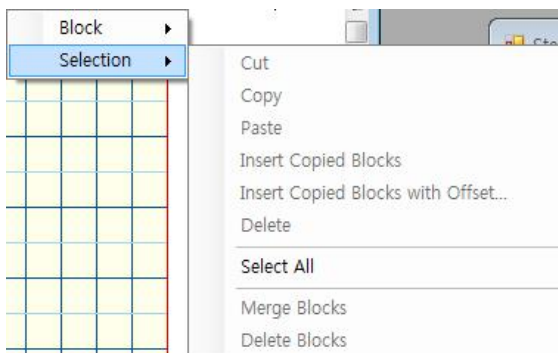 Block
Selection
Cut
Copy
Paste
Insert Copied Blocks
Insert Copied Blocks with Offset...
Delete
Select All
Merge Blocks
Delete Blocks